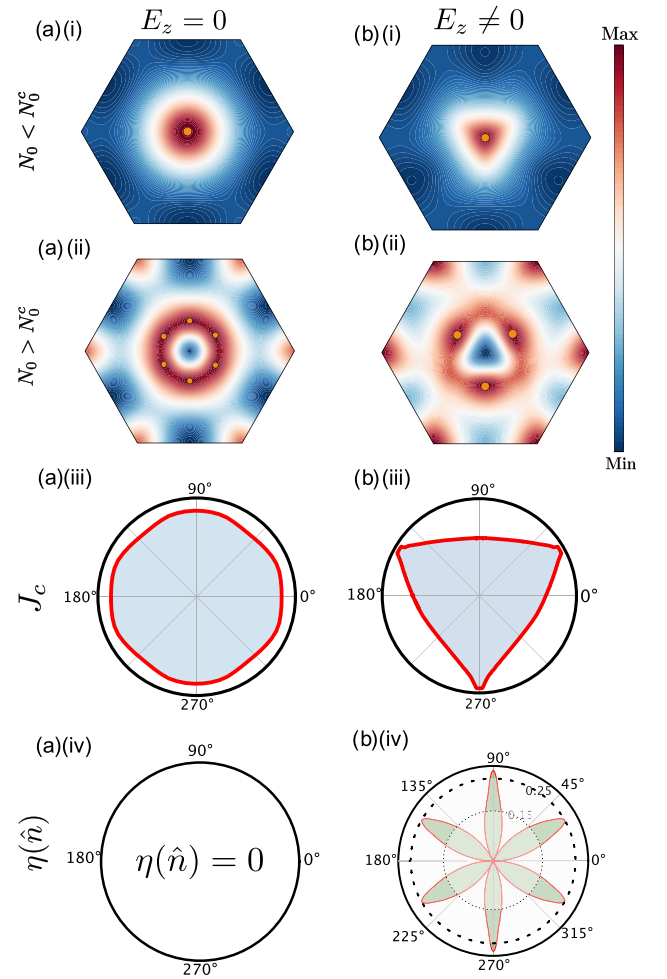 (a)(i) E_z = 0 (b)(i) E_z ≠ 0
Max
N_0 < N_0^c
(a)(ii) (b)(ii)
N_0 > N_0^c
Min
(a)(iii) (b)(iii)
90° 90°
J_c 180° 0° 180° 0°
270° 270°
(a)(iv) (b)(iv)
90° 90°
135° 45°
0.25
η(n̂) 180° η(n̂) = 0 0° 180° 0°
225° 315°
270° 270°